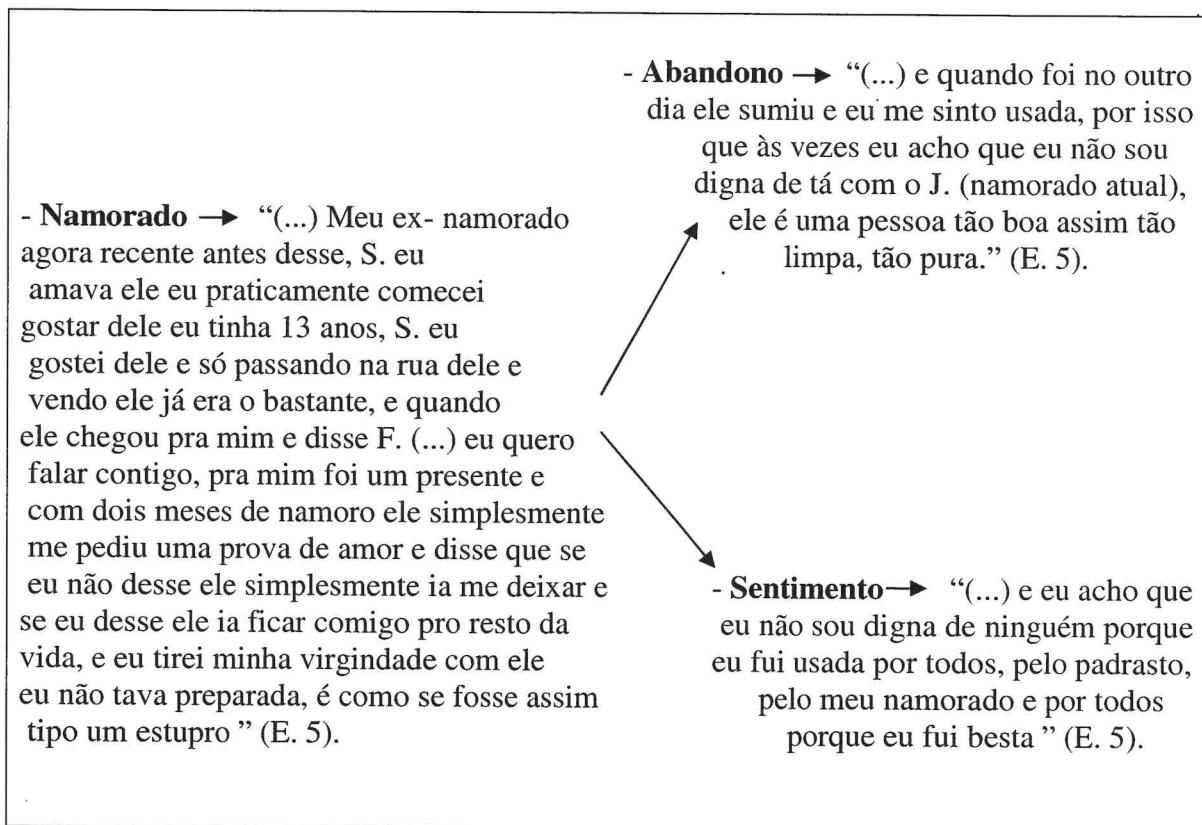 - Namorado → “(...) Meu ex- namorado
agora recente antes desse, S. eu
amava ele eu praticamente comecei
gostar dele eu tinha 13 anos, S. eu
gostei dele e só passando na rua dele e
vendo ele já era o bastante, e quando
ele chegou pra mim e disse F. (...) eu quero
falar contigo, pra mim foi um presente e
com dois meses de namoro ele simplesmente
me pediu uma prova de amor e disse que se
eu não desse ele simplesmente ia me deixar e
se eu desse ele ia ficar comigo pro resto da
vida, e eu tirei minha virgindade com ele
eu não tava preparada, é como se fosse assim
tipo um estupro ” (E. 5).
- Abandono → “(...) e quando foi no outro
dia ele sumiu e eu me sinto usada, por isso
que às vezes eu acho que eu não sou
digna de tá com o J. (namorado atual),
ele é uma pessoa tão boa assim tão
limpa, tão pura.” (E. 5).
- Sentimento → “(...) e eu acho que
eu não sou digna de ninguém porque
eu fui usada por todos, pelo padrasto,
pelo meu namorado e por todos
porque eu fui besta ” (E. 5).